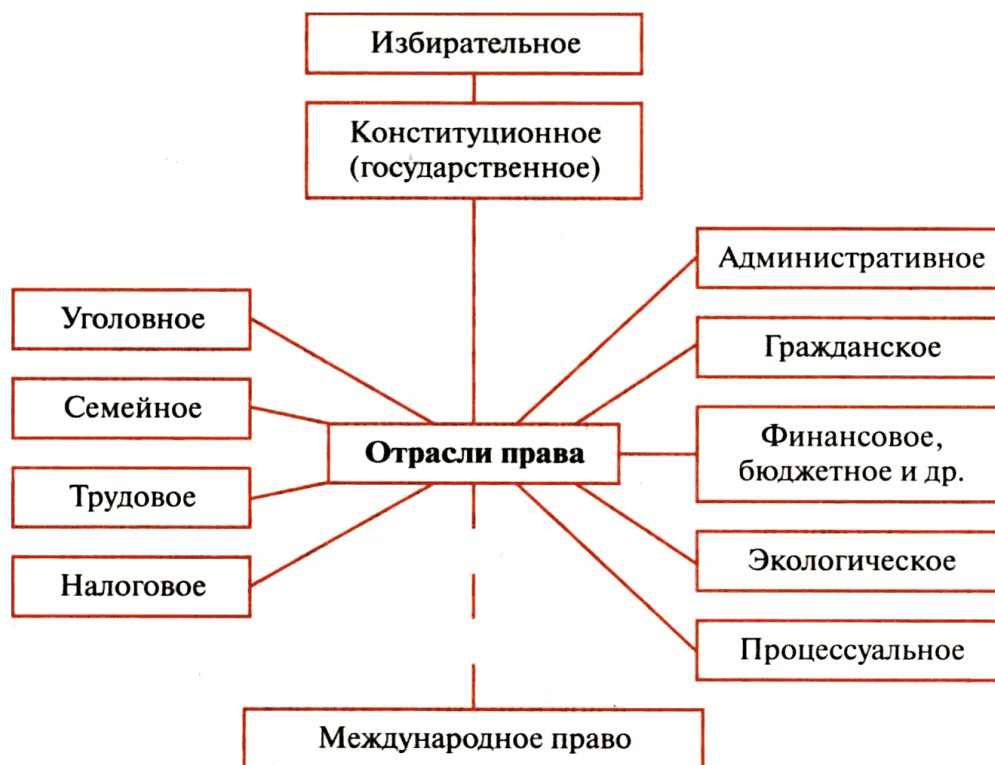 Избирательное
Конституционное
(государственное)
Административное
Уголовное
Гражданское
Семейное
Отрасли права
Финансовое,
бюджетное и др.
Трудовое
Экологическое
Налоговое
Процессуальное
Международное право